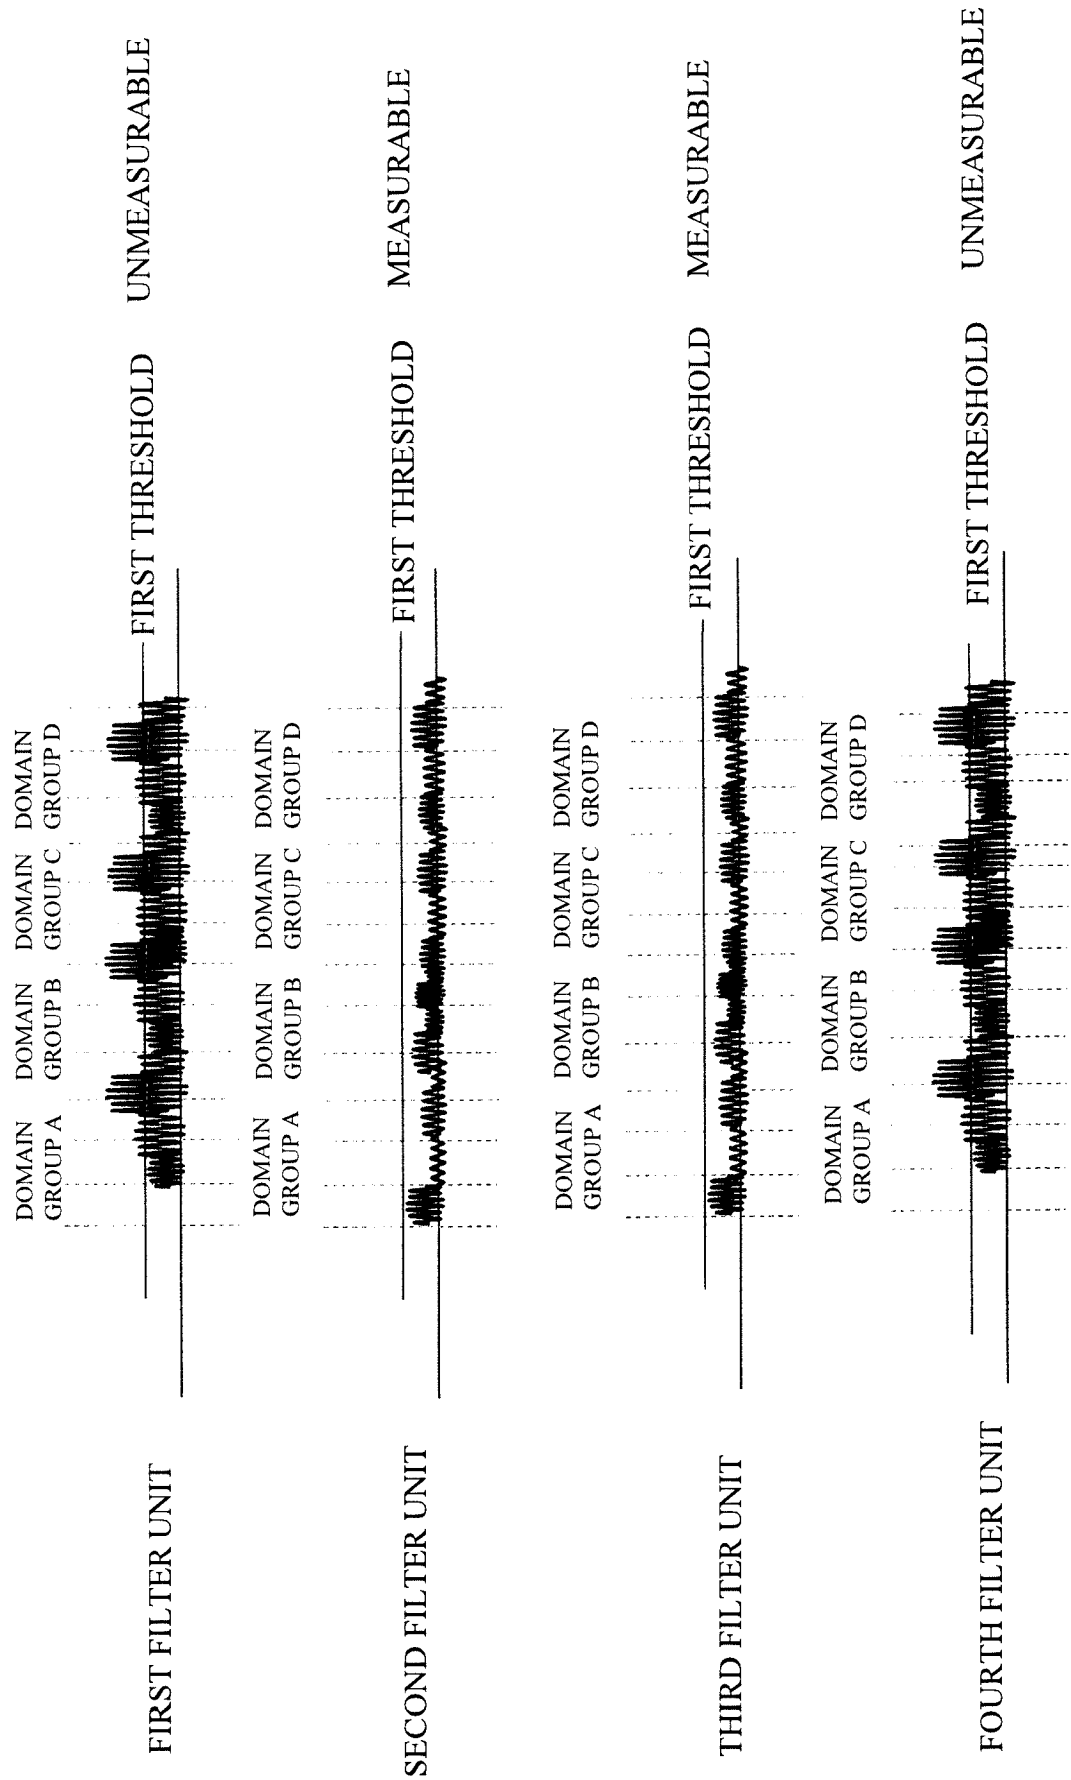 FIRST FILTER UNIT
DOMAIN
GROUP A
DOMAIN
GROUP B
DOMAIN
GROUP C
DOMAIN
GROUP D
FIRST THRESHOLD
UNMEASURABLE
SECOND FILTER UNIT
DOMAIN
GROUP A
DOMAIN
GROUP B
DOMAIN
GROUP C
DOMAIN
GROUP D
FIRST THRESHOLD
MEASURABLE
THIRD FILTER UNIT
DOMAIN
GROUP A
DOMAIN
GROUP B
DOMAIN
GROUP C
DOMAIN
GROUP D
FIRST THRESHOLD
MEASURABLE
FOURTH FILTER UNIT
DOMAIN
GROUP A
DOMAIN
GROUP B
DOMAIN
GROUP C
DOMAIN
GROUP D
FIRST THRESHOLD
UNMEASURABLE